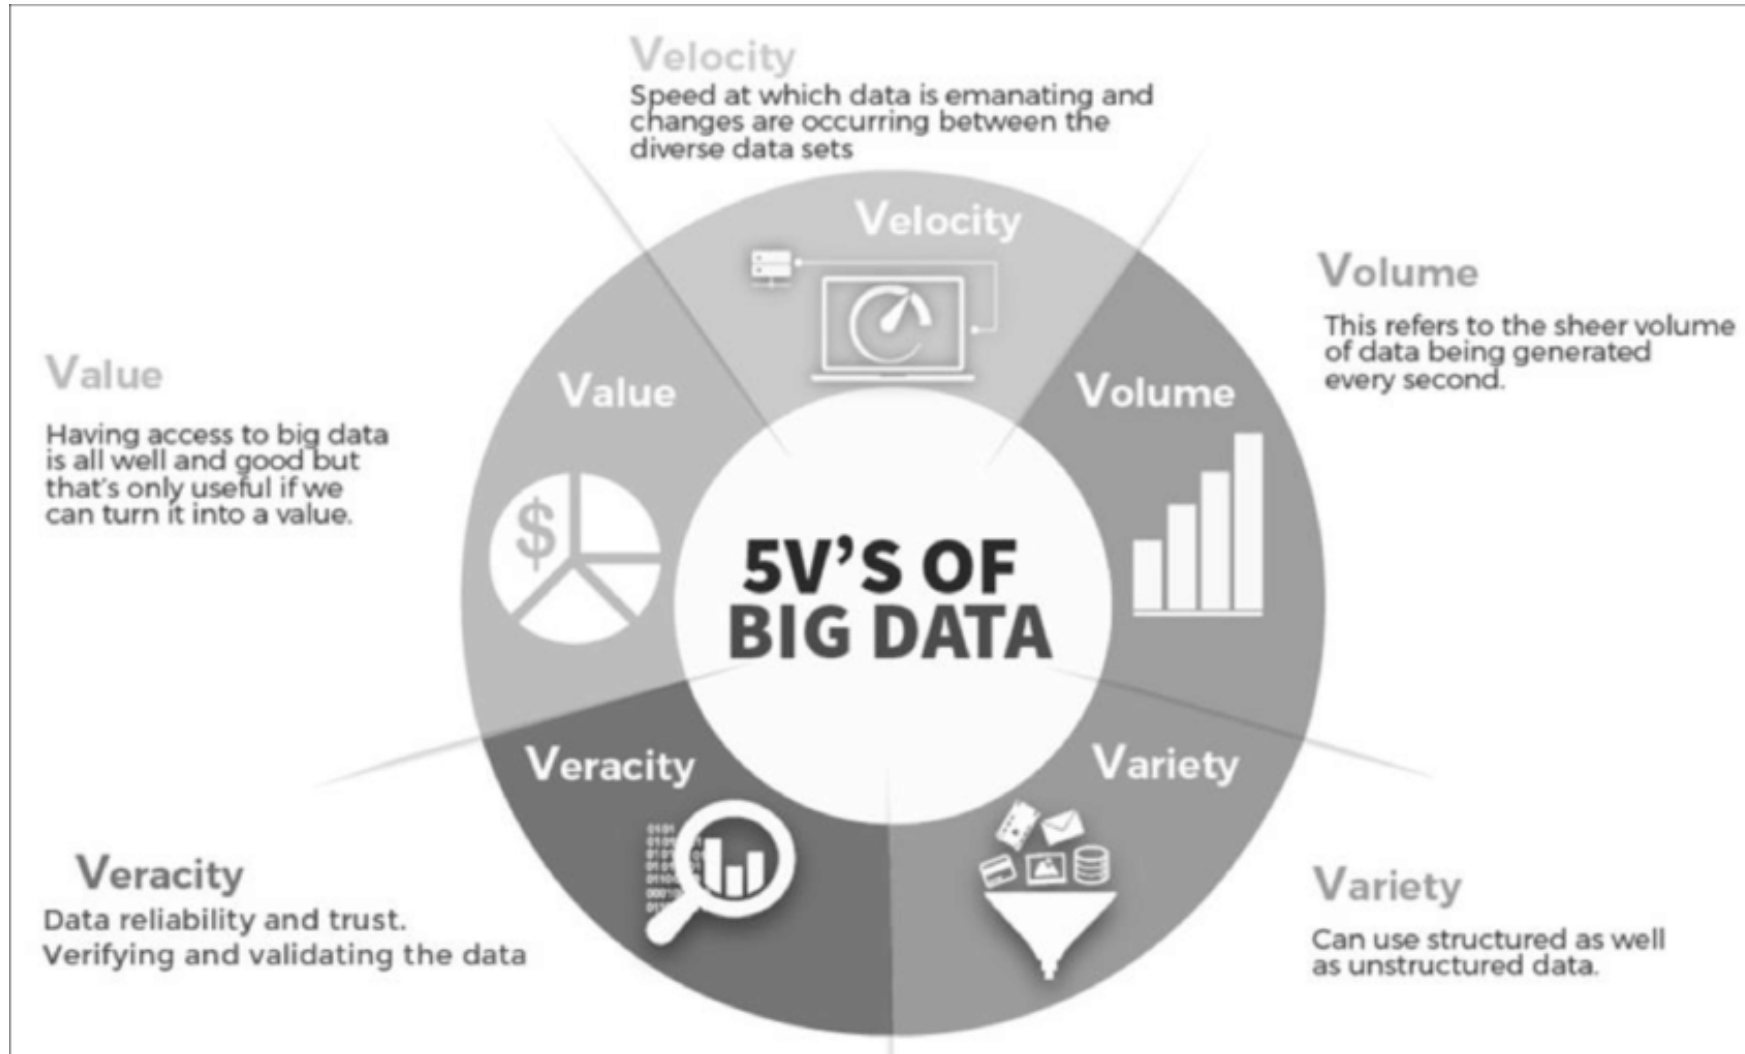 Velocity
Speed at which data is emanating and
changes are occurring between the
diverse data sets
Velocity
Volume
This refers to the sheer volume
of data being generated
every second.
Value
Having access to big data
is all well and good but
that's only useful if we
can turn it into a value.
Value
$
Volume
5V'S OF
BIG DATA
Veracity
Variety
Veracity
Data reliability and trust.
Verifying and validating the data
Variety
Can use structured as well
as unstructured data.